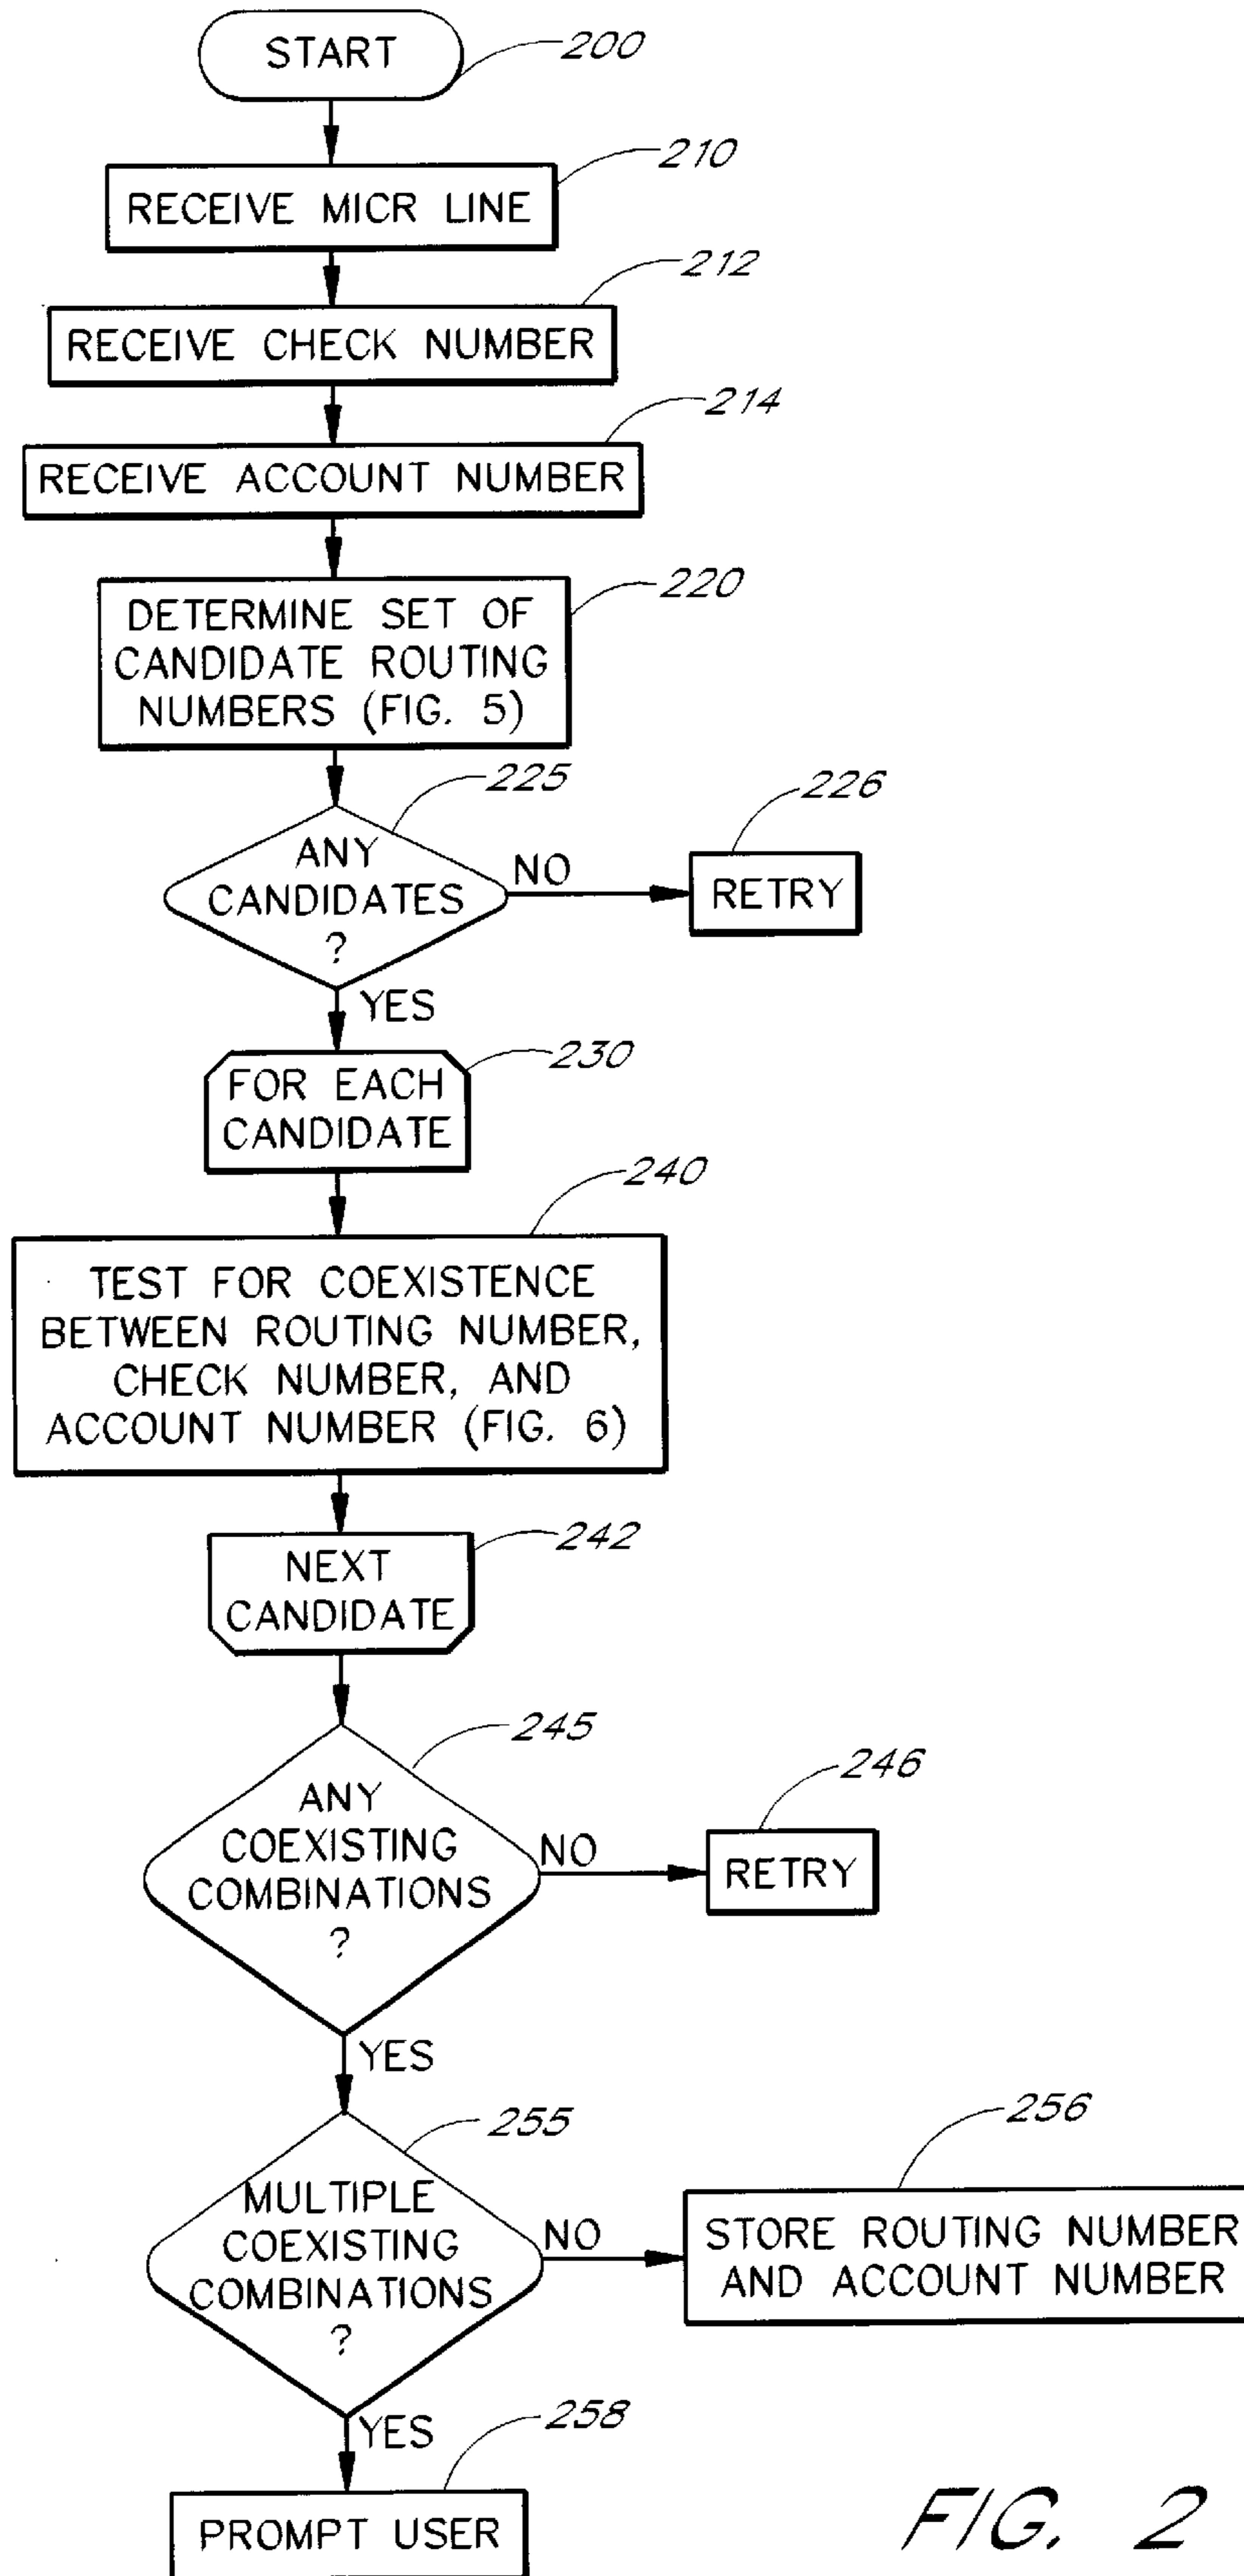 START
200
210
RECEIVE MICR LINE
212
RECEIVE CHECK NUMBER
214
RECEIVE ACCOUNT NUMBER
220
DETERMINE SET OF
CANDIDATE ROUTING
NUMBERS (FIG. 5)
225
ANY
CANDIDATES
?
NO
226
RETRY
YES
230
FOR EACH
CANDIDATE
240
TEST FOR COEXISTENCE
BETWEEN ROUTING NUMBER,
CHECK NUMBER, AND
ACCOUNT NUMBER (FIG. 6)
242
NEXT
CANDIDATE
245
ANY
COEXISTING
COMBINATIONS
?
NO
246
RETRY
YES
255
MULTIPLE
COEXISTING
COMBINATIONS
?
NO
256
STORE ROUTING NUMBER
AND ACCOUNT NUMBER
YES
258
PROMPT USER
FIG. 2